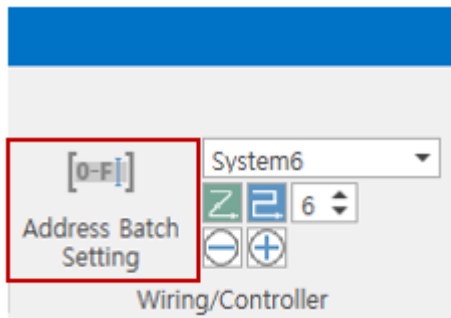 [0-F]
System6
6
Address Batch
Setting
Wiring/Controller